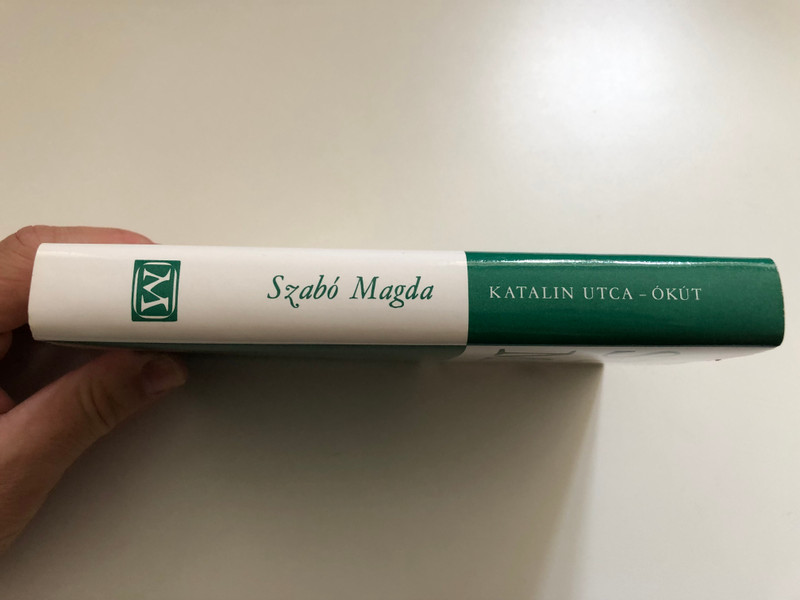 M
Szabó Magda
KATALIN UTCA – ÓKÚT